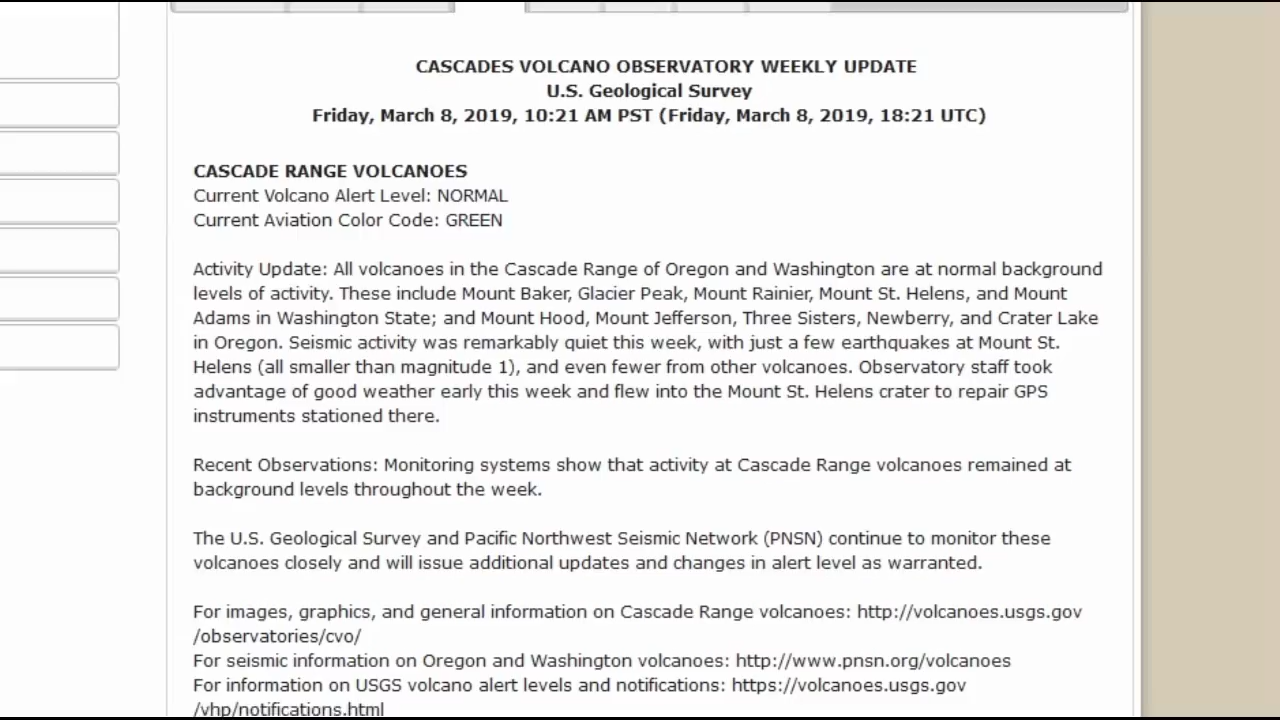 CASCADES VOLCANO OBSERVATORY WEEKLY UPDATE
U.S. Geological Survey
Friday, March 8, 2019, 10:21 AM PST (Friday, March 8, 2019, 18:21 UTC)
CASCADE RANGE VOLCANOES
Current Volcano Alert Level: NORMAL
Current Aviation Color Code: GREEN
Activity Update: All volcanoes in the Cascade Range of Oregon and Washington are at normal background
levels of activity. These include Mount Baker, Glacier Peak, Mount Rainier, Mount St. Helens, and Mount
Adams in Washington State; and Mount Hood, Mount Jefferson, Three Sisters, Newberry, and Crater Lake
in Oregon. Seismic activity was remarkably quiet this week, with just a few earthquakes at Mount St.
Helens (all smaller than magnitude 1), and even fewer from other volcanoes. Observatory staff took
advantage of good weather early this week and flew into the Mount St. Helens crater to repair GPS
instruments stationed there.
Recent Observations: Monitoring systems show that activity at Cascade Range volcanoes remained at
background levels throughout the week.
The U.S. Geological Survey and Pacific Northwest Seismic Network (PNSN) continue to monitor these
volcanoes closely and will issue additional updates and changes in alert level as warranted.
For images, graphics, and general information on Cascade Range volcanoes: http://volcanoes.usgs.gov
/observatories/cvo/
For seismic information on Oregon and Washington volcanoes: http://www.pnsn.org/volcanoes
For information on USGS volcano alert levels and notifications: https://volcanoes.usgs.gov
/vhp/notifications.html